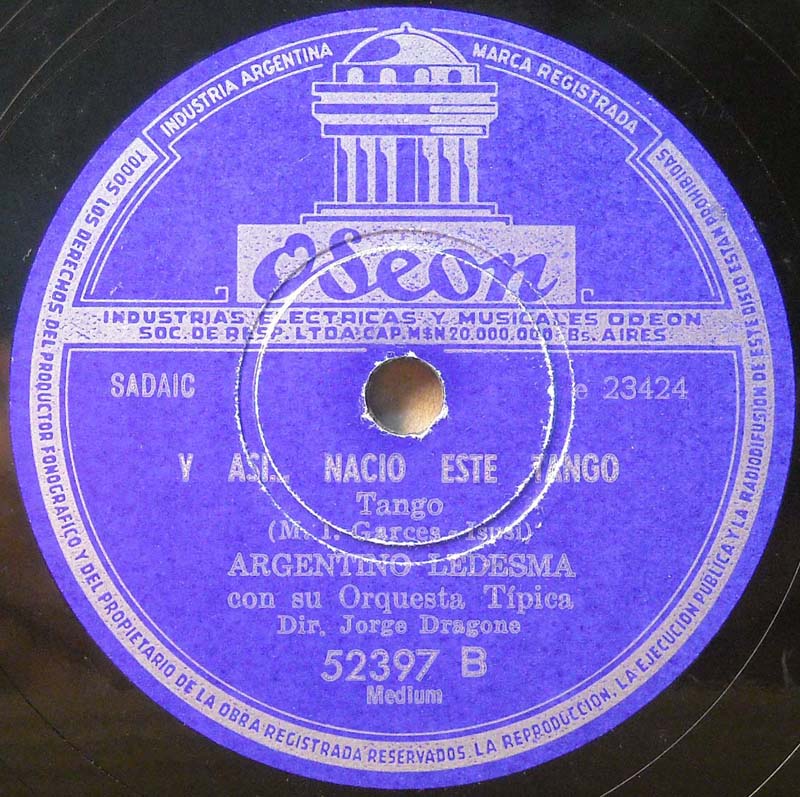 INDUSTRIA ARGENTINA
MARCA REGISTRADA
Odeon
INDUSTRIAS ELECTRICAS Y MUSICALES ODEON
SOC. DE RESP. LTDA. CAP. M$N 20.000.000 Bs. AIRES
SADAIC
e 23424
Y ASI... NACIO ESTE TANGO
Tango
(M. I. Garces - Ispsi)
ARGENTINO LEDESMA
con su Orquesta Típica
Dir. Jorge Dragone
52397 B
Medium
TODOS LOS DERECHOS DEL PRODUCTOR FONOGRAFICO Y DEL PROPIETARIO DE LA OBRA REGISTRADA RESERVADOS. LA REPRODUCCION, LA EJECUCION PUBLICA Y LA RADIODIFUSION DE ESTE DISCO ESTAN PROHIBIDAS